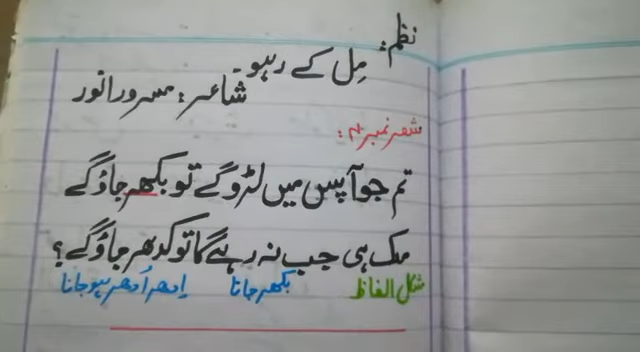 نظم:
مِل کے رہو۔
شاعر: مسرور انور
شعر نمبر ۴:
تم جو آپس میں لڑو گے تو بکھر جاؤ گے
ملک ہی جب نہ رہے گا تو کدھر جاؤ گے؟
مشکل الفاظ بکھر جانا اِدھر اُدھر ہو جانا